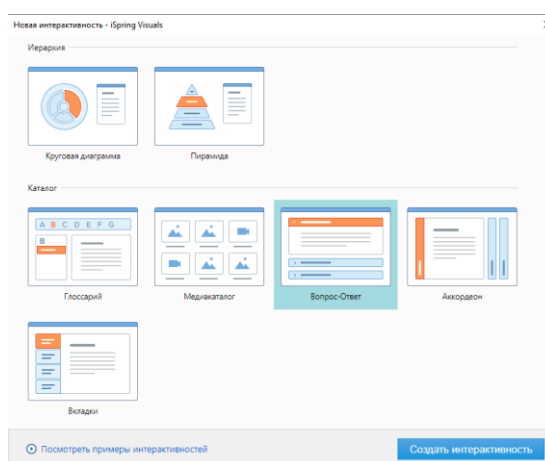 Новая интерактивность - iSpring Visuals
Иерархия
Круговая диаграмма
Пирамида
Каталог
A B C D E F G
B
Глоссарий
Медиакаталог
Вопрос-Ответ
Аккордеон
Вкладки
Посмотреть примеры интерактивностей
Создать интерактивность